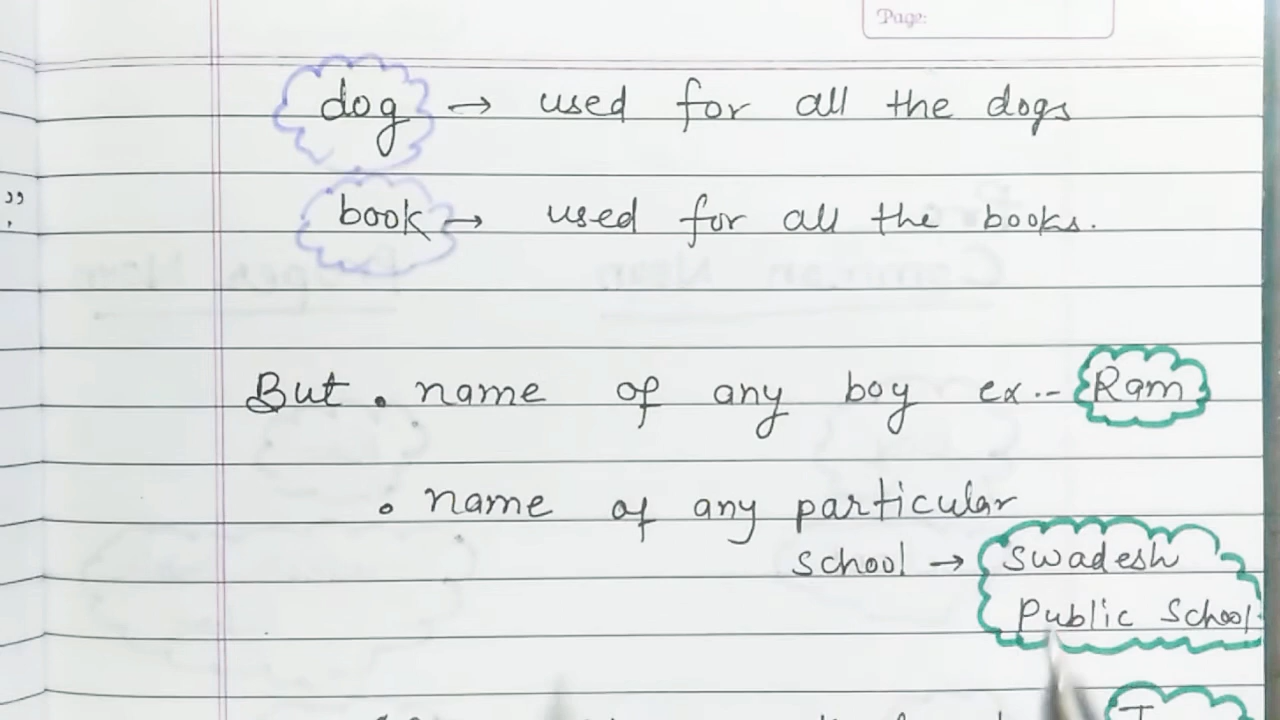 Page:
dog → used for all the dogs
”
.
book → used for all the books.
But • name of any boy ex.- Ram
• name of any particular
school → Swadesh
Public School